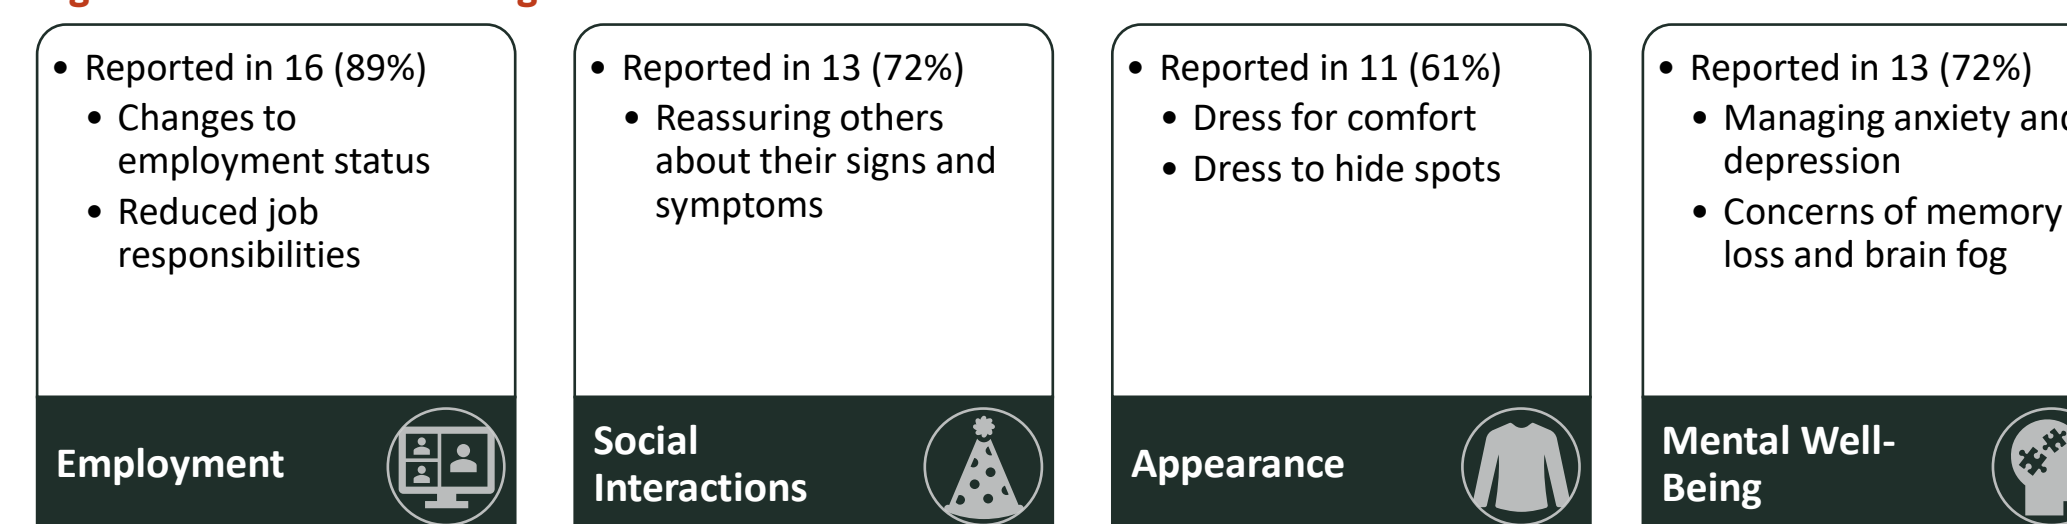 • Reported in 16 (89%)
• Changes to
employment status
• Reduced job
responsibilities
Employment
• Reported in 13 (72%)
• Reassuring others
about their signs and
symptoms
Social
Interactions
• Reported in 11 (61%)
• Dress for comfort
• Dress to hide spots
Appearance
• Reported in 13 (72%)
• Managing anxiety and
depression
• Concerns of memory
loss and brain fog
Mental Well-
Being